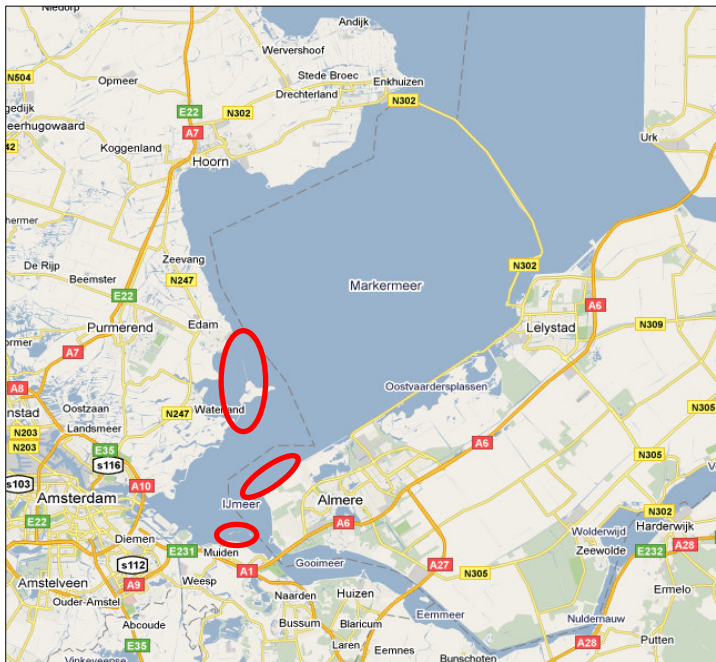 Niedorp
Andijk
Wervershoof
Stede Broec
Enkhuizen
Drechterland
N302
N504
Opmeer
E22
N302
A7
Urk
eerhugowaard
Koggenland
Hoorn
Zeevang
N302
De Rijp
Beemster
N247
Markermeer
E22
A6
Lelystad
N309
Purmerend
Edam
A7
Oostvaardersplassen
A8
Oostzaan
Waterland
N247
N305
Landsmeer
N203
N203
E35
A6
s116
N305
s103
A10
Amsterdam
IJmeer
Almere
N302
E22
A6
Harderwijk
Diemen
Wolderwijd
E231
Muiden
Zeewolde
E232
A28
s112
A1
Gooimeer
A27
N305
Amstelveen
A9
Weesp
Naarden
Huizen
Ermelo
Ouder-Amstel
Eemmeer
Nuldernauw
Abcoude
Bussum
Blaricum
Laren
Putten
E35
Eemnes
A28
Vinkeveense
Bunschoten